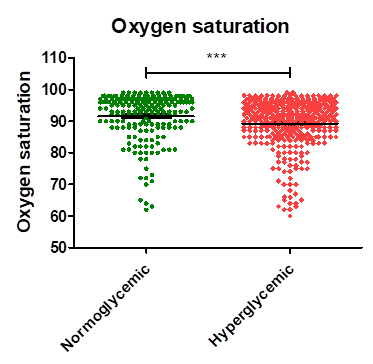 Oxygen saturation
***
110
100
90
80
70
60
50
Oxygen saturation
Normoglycemic
Hyperglycemic